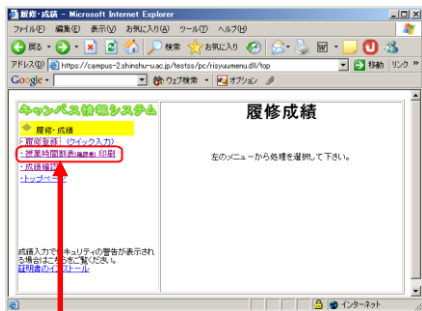 履修・成績 - Microsoft Internet Explorer
ファイル(F) 編集(E) 表示(V) お気に入り(A) ツール(T) ヘルプ(H)
戻る 検索 お気に入り
アドレス(D) https://campus-2.shinshu-u.ac.jp/testss/pc/risyuumenu.dll/top 移動 リンク »
Google ウェブ検索 オプション
キャンパス情報システム
履修・成績
履修成績
・履修登録 (クイック入力)
・授業時間割表(確認表)印刷
左のメニューから処理を選択して下さい。
・成績確認
・トップページ
成績入力でセキュリティの警告が表示され
る場合はこちらをご覧ください。
証明書のインストール
インターネット